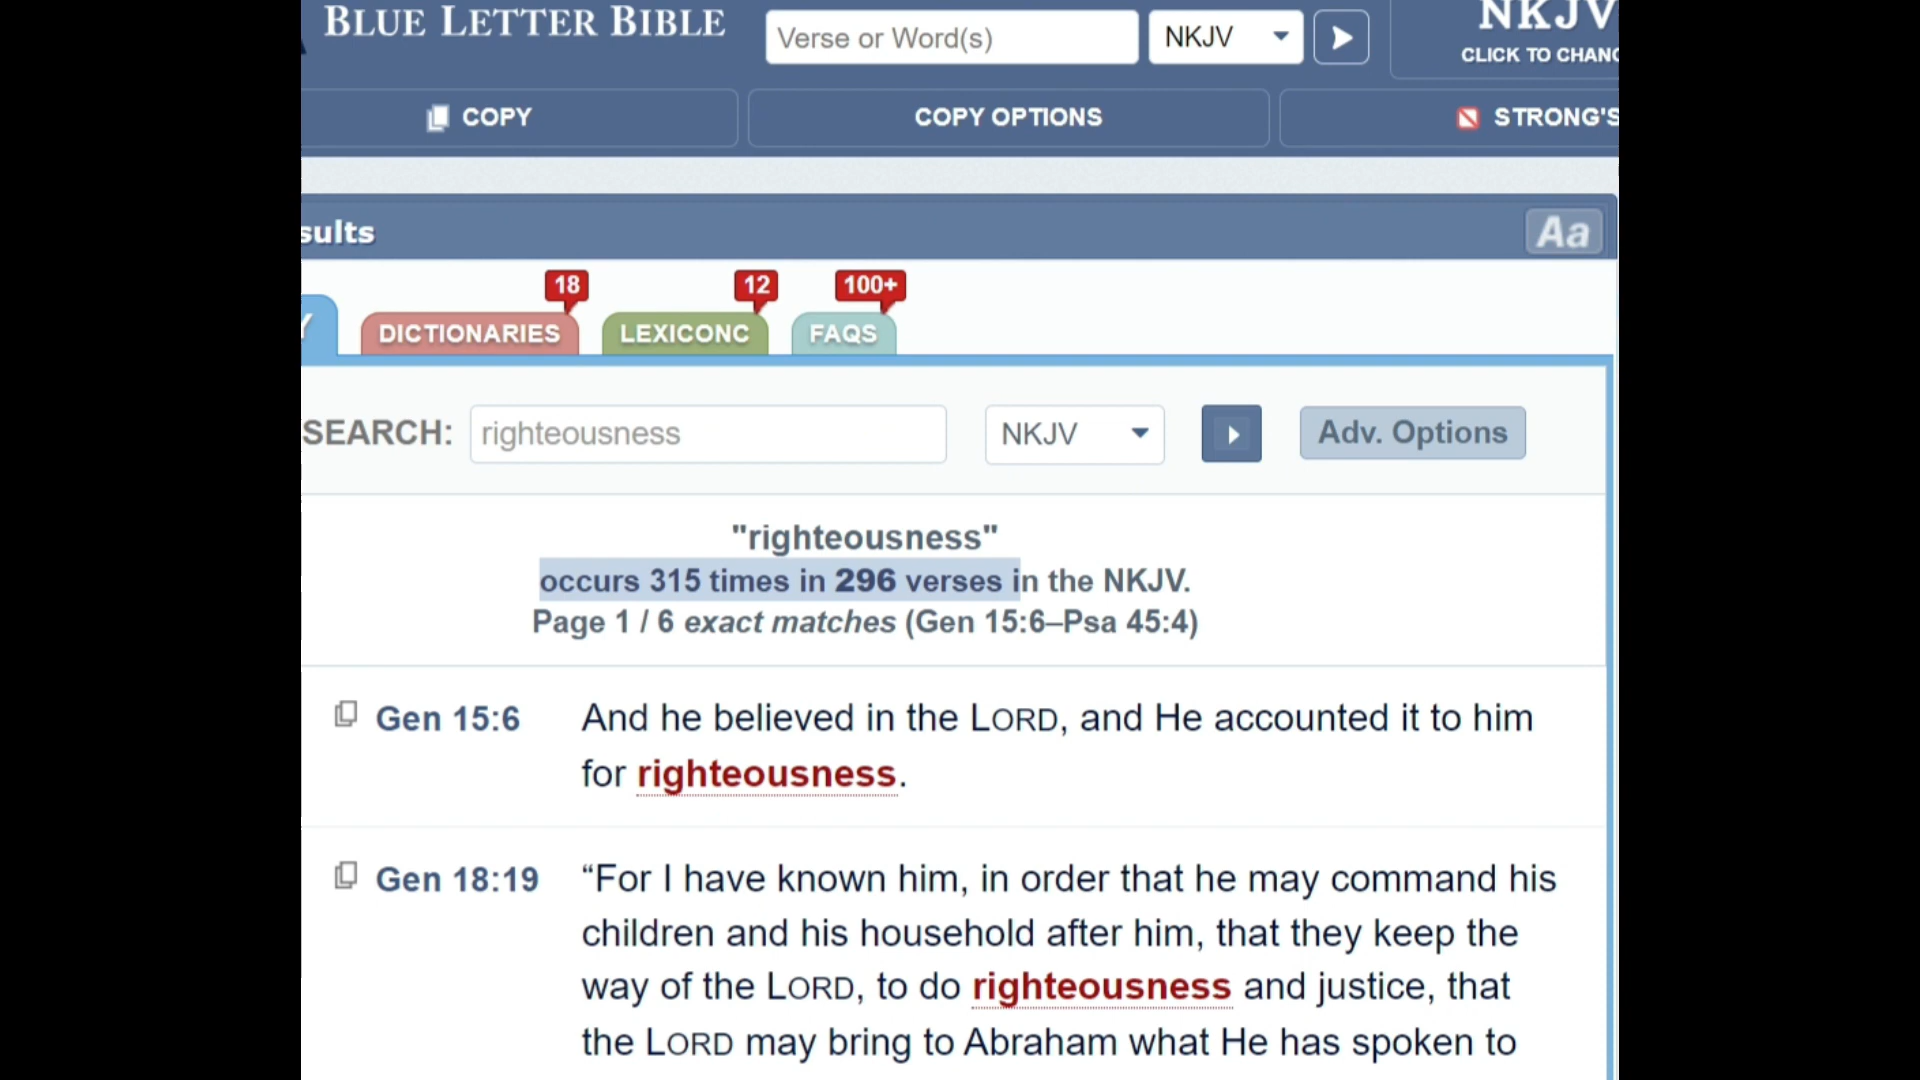 BLUE LETTER BIBLE
Verse or Word(s)
NKJV
NKJV
CLICK TO CHANG
COPY
COPY OPTIONS
STRONG'S
sults
Aa
18
12
100+
Y
DICTIONARIES
LEXICONC
FAQS
SEARCH:
righteousness
NKJV
Adv. Options
"righteousness"
occurs 315 times in 296 verses in the NKJV.
Page 1 / 6 exact matches (Gen 15:6–Psa 45:4)
Gen 15:6
And he believed in the LORD, and He accounted it to him
for righteousness.
Gen 18:19
“For I have known him, in order that he may command his
children and his household after him, that they keep the
way of the LORD, to do righteousness and justice, that
the LORD may bring to Abraham what He has spoken to